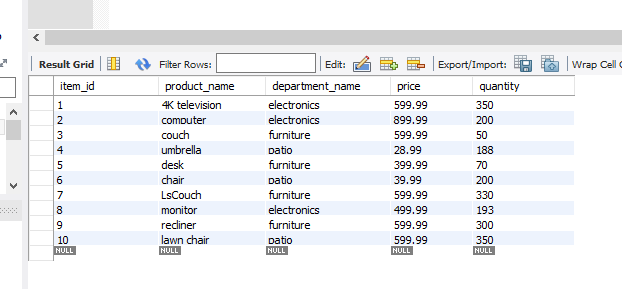 Result Grid Filter Rows: Edit: Export/Import: Wrap Cell
item_id product_name department_name price quantity
1 4K television electronics 599.99 350
2 computer electronics 899.99 200
3 couch furniture 599.99 50
4 umbrella patio 28.99 188
5 desk furniture 399.99 70
6 chair patio 39.99 200
7 LsCouch furniture 599.99 330
8 monitor electronics 499.99 193
9 recliner furniture 599.99 300
10 lawn chair patio 599.99 350
NULL NULL NULL NULL NULL